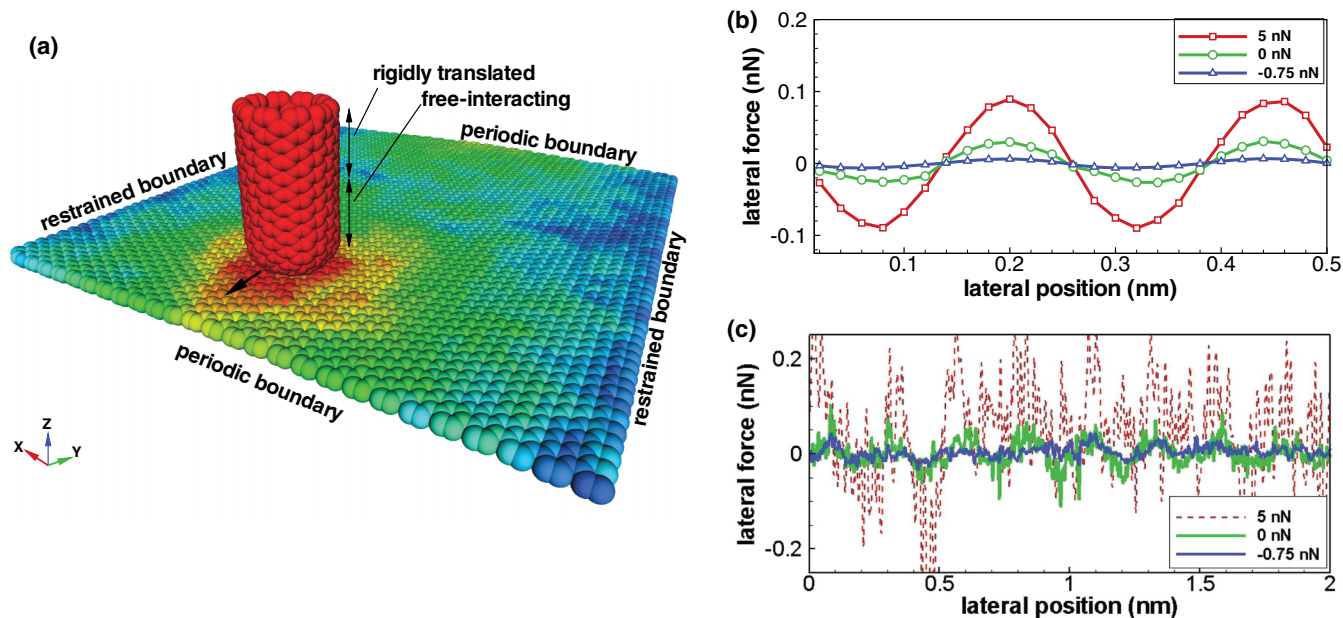 (a)
rigidly translated
free-interacting
periodic boundary
restrained boundary
restrained boundary
periodic boundary
Z
X
Y
(b)
0.2
0.1
0
-0.1
lateral force (nN)
5 nN
0 nN
-0.75 nN
0.1
0.2
0.3
0.4
0.5
lateral position (nm)
(c)
0.2
0
-0.2
lateral force (nN)
5 nN
0 nN
-0.75 nN
0
0.5
1
1.5
2
lateral position (nm)